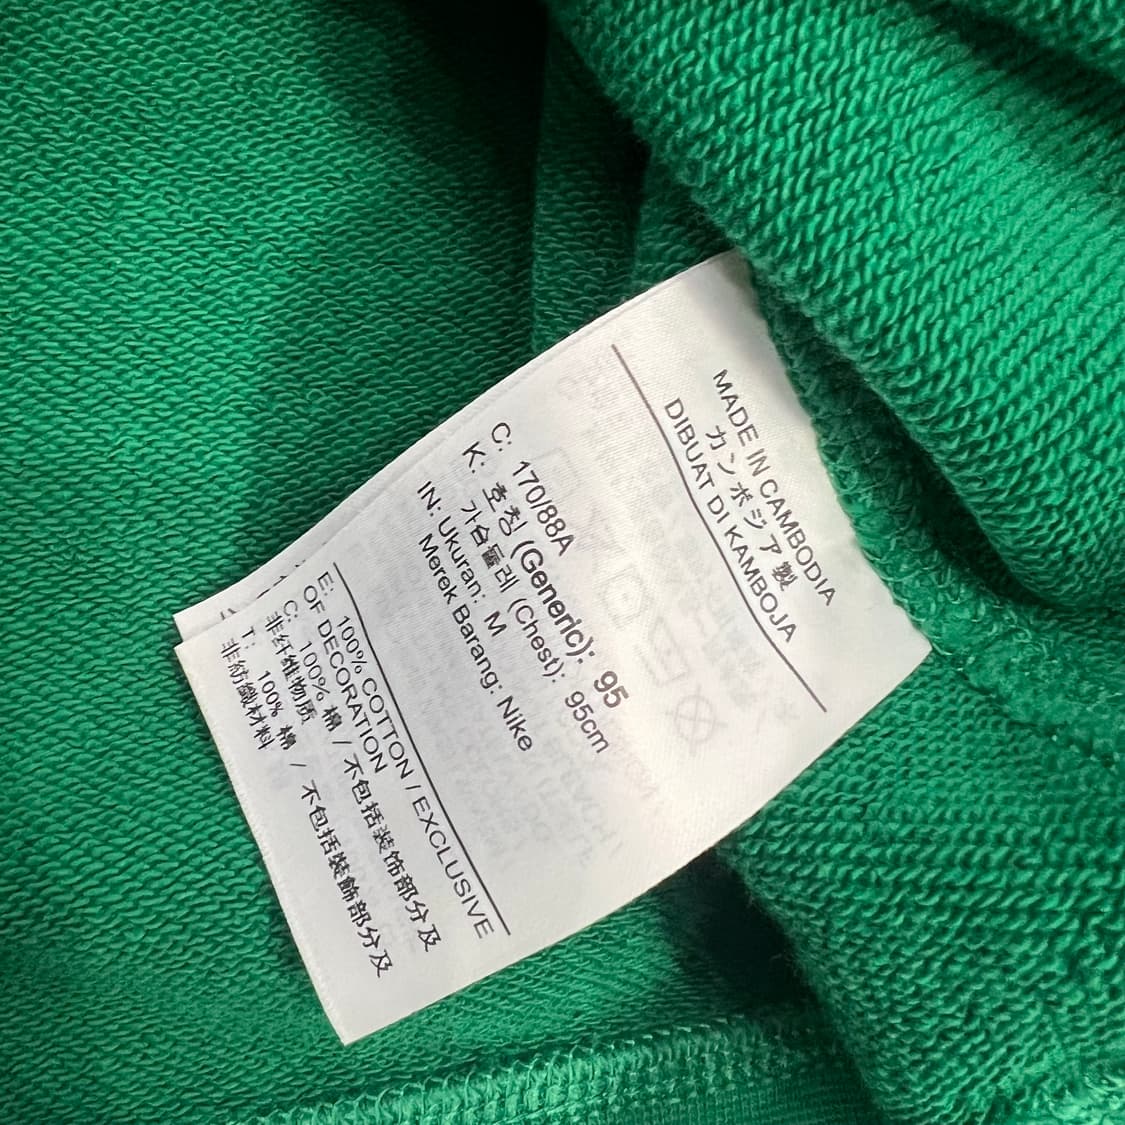 MADE IN CAMBODIA
カンボジア製
DIBUAT DI KAMBOJA
C: 170/88A
K: 호칭 (Generic): 95
가슴둘레 (Chest): 95cm
IN: Ukuran: M
Merek Barang: Nike
E: 100% COTTON / EXCLUSIVE
OF DECORATION
C: 100% 棉 / 不包括装饰部分及
非纤维物质
T: 100% 棉 / 不包括裝飾部分及
非紡織材料